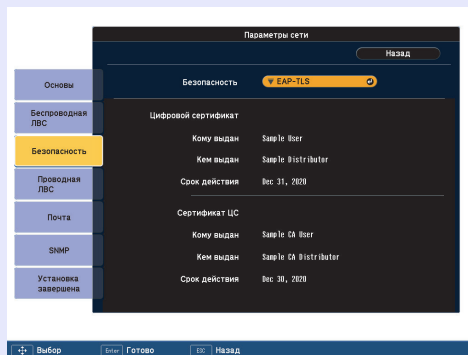 Параметры сети
Назад
Основы
Беспроводная
ЛВС
Безопасность
Проводная
ЛВС
Почта
SNMP
Установка
завершена
Безопасность EAP-TLS
Цифровой сертификат
Кому выдан Sample User
Кем выдан Sample Distributor
Срок действия Dec 31, 2020
Сертификат ЦС
Кому выдан Sample CA User
Кем выдан Sample CA Distributor
Срок действия Dec 30, 2020
Выбор Enter Готово ESC Назад